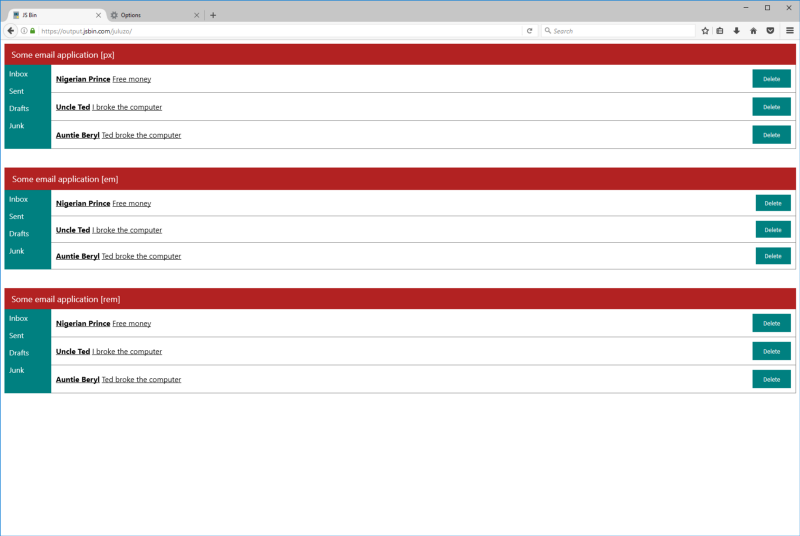 JS Bin
Options
https://output.jsbin.com/juluzo/
Search
Some email application [px]
Inbox
Sent
Drafts
Junk
Nigerian Prince Free money
Delete
Uncle Ted I broke the computer
Delete
Auntie Beryl Ted broke the computer
Delete
Some email application [em]
Inbox
Sent
Drafts
Junk
Nigerian Prince Free money
Delete
Uncle Ted I broke the computer
Delete
Auntie Beryl Ted broke the computer
Delete
Some email application [rem]
Inbox
Sent
Drafts
Junk
Nigerian Prince Free money
Delete
Uncle Ted I broke the computer
Delete
Auntie Beryl Ted broke the computer
Delete